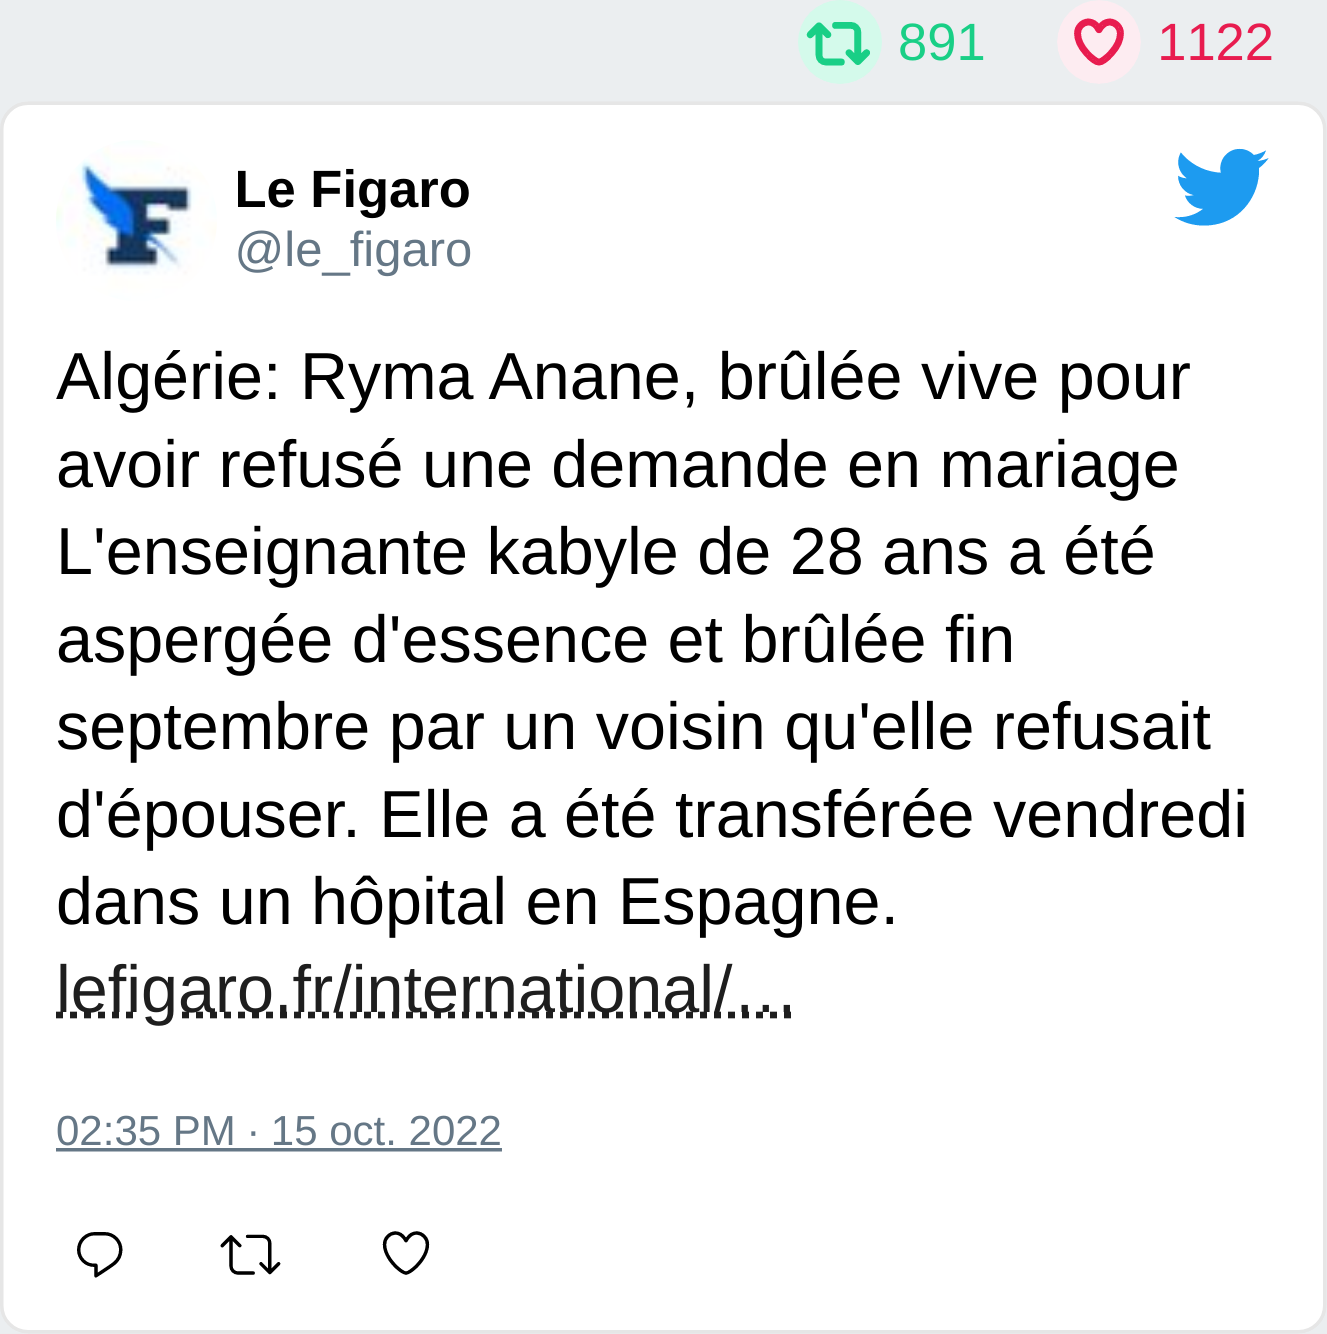 891 1122
Le Figaro
@le_figaro
Algérie: Ryma Anane, brûlée vive pour
avoir refusé une demande en mariage
L'enseignante kabyle de 28 ans a été
aspergée d'essence et brûlée fin
septembre par un voisin qu'elle refusait
d'épouser. Elle a été transférée vendredi
dans un hôpital en Espagne.
lefigaro.fr/international/...
02:35 PM · 15 oct. 2022